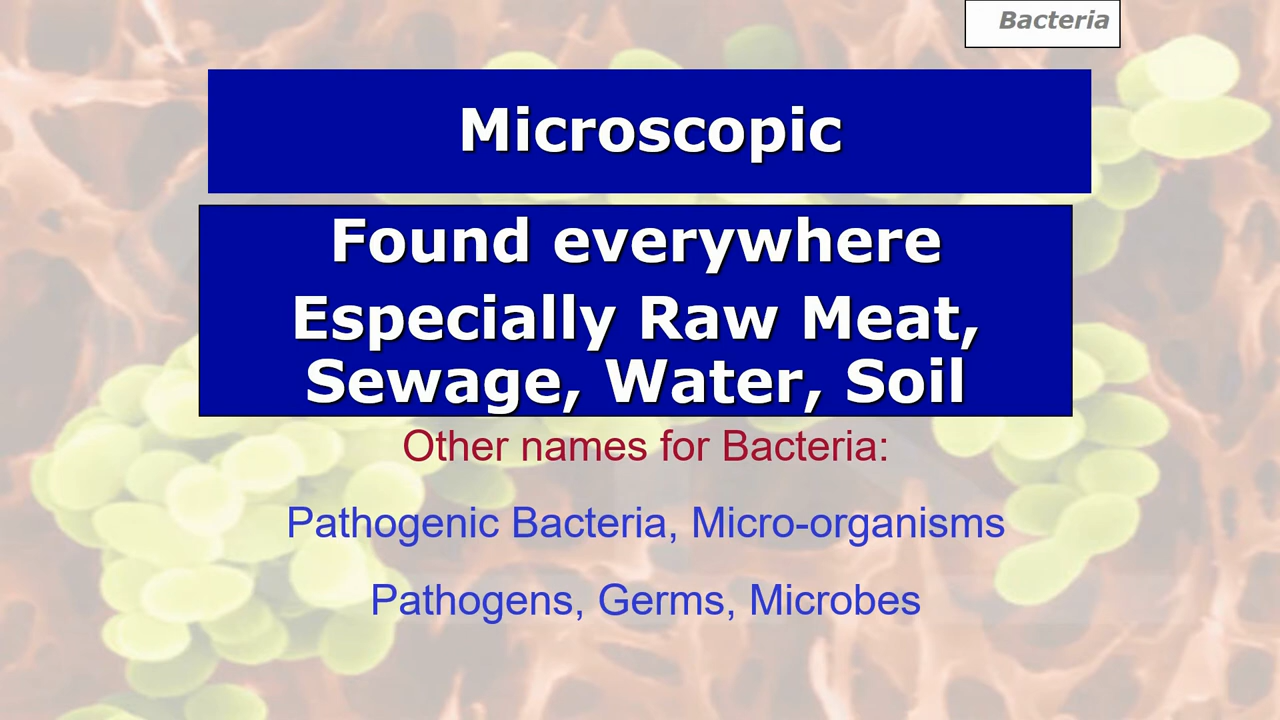 Bacteria
Microscopic
Found everywhere
Especially Raw Meat,
Sewage, Water, Soil
Other names for Bacteria:
Pathogenic Bacteria, Micro-organisms
Pathogens, Germs, Microbes